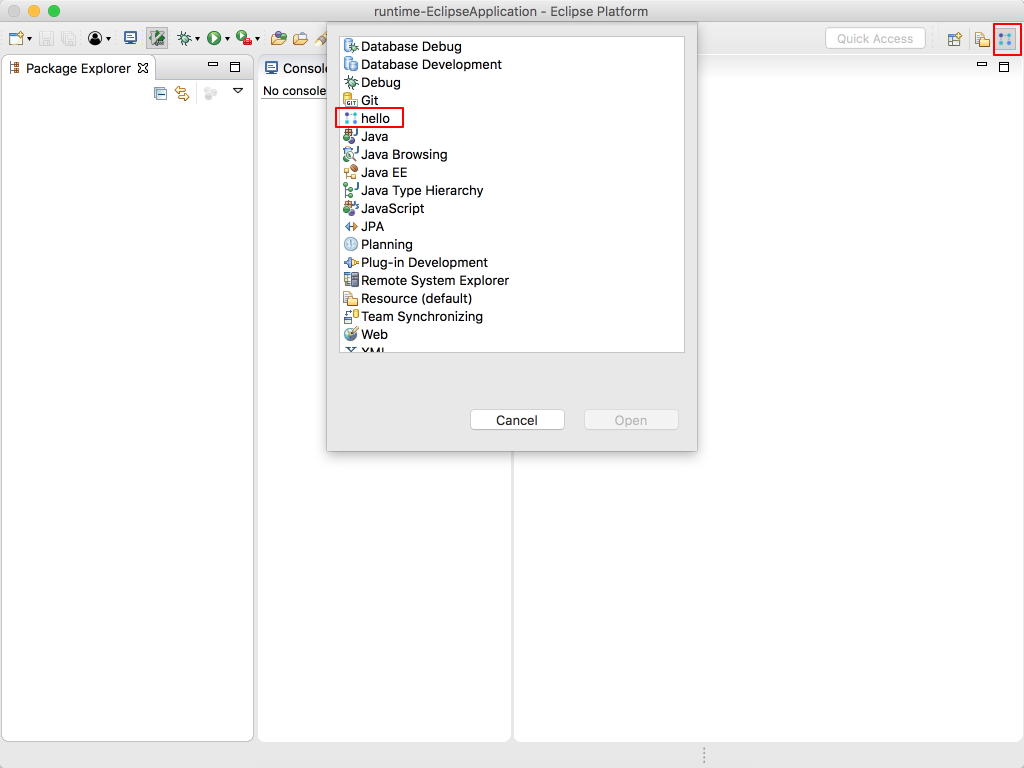 runtime-EclipseApplication - Eclipse Platform
Quick Access
Package Explorer
Console
No console
Database Debug
Database Development
Debug
Git
hello
Java
Java Browsing
Java EE
Java Type Hierarchy
JavaScript
JPA
Planning
Plug-in Development
Remote System Explorer
Resource (default)
Team Synchronizing
Web
XML
Cancel
Open